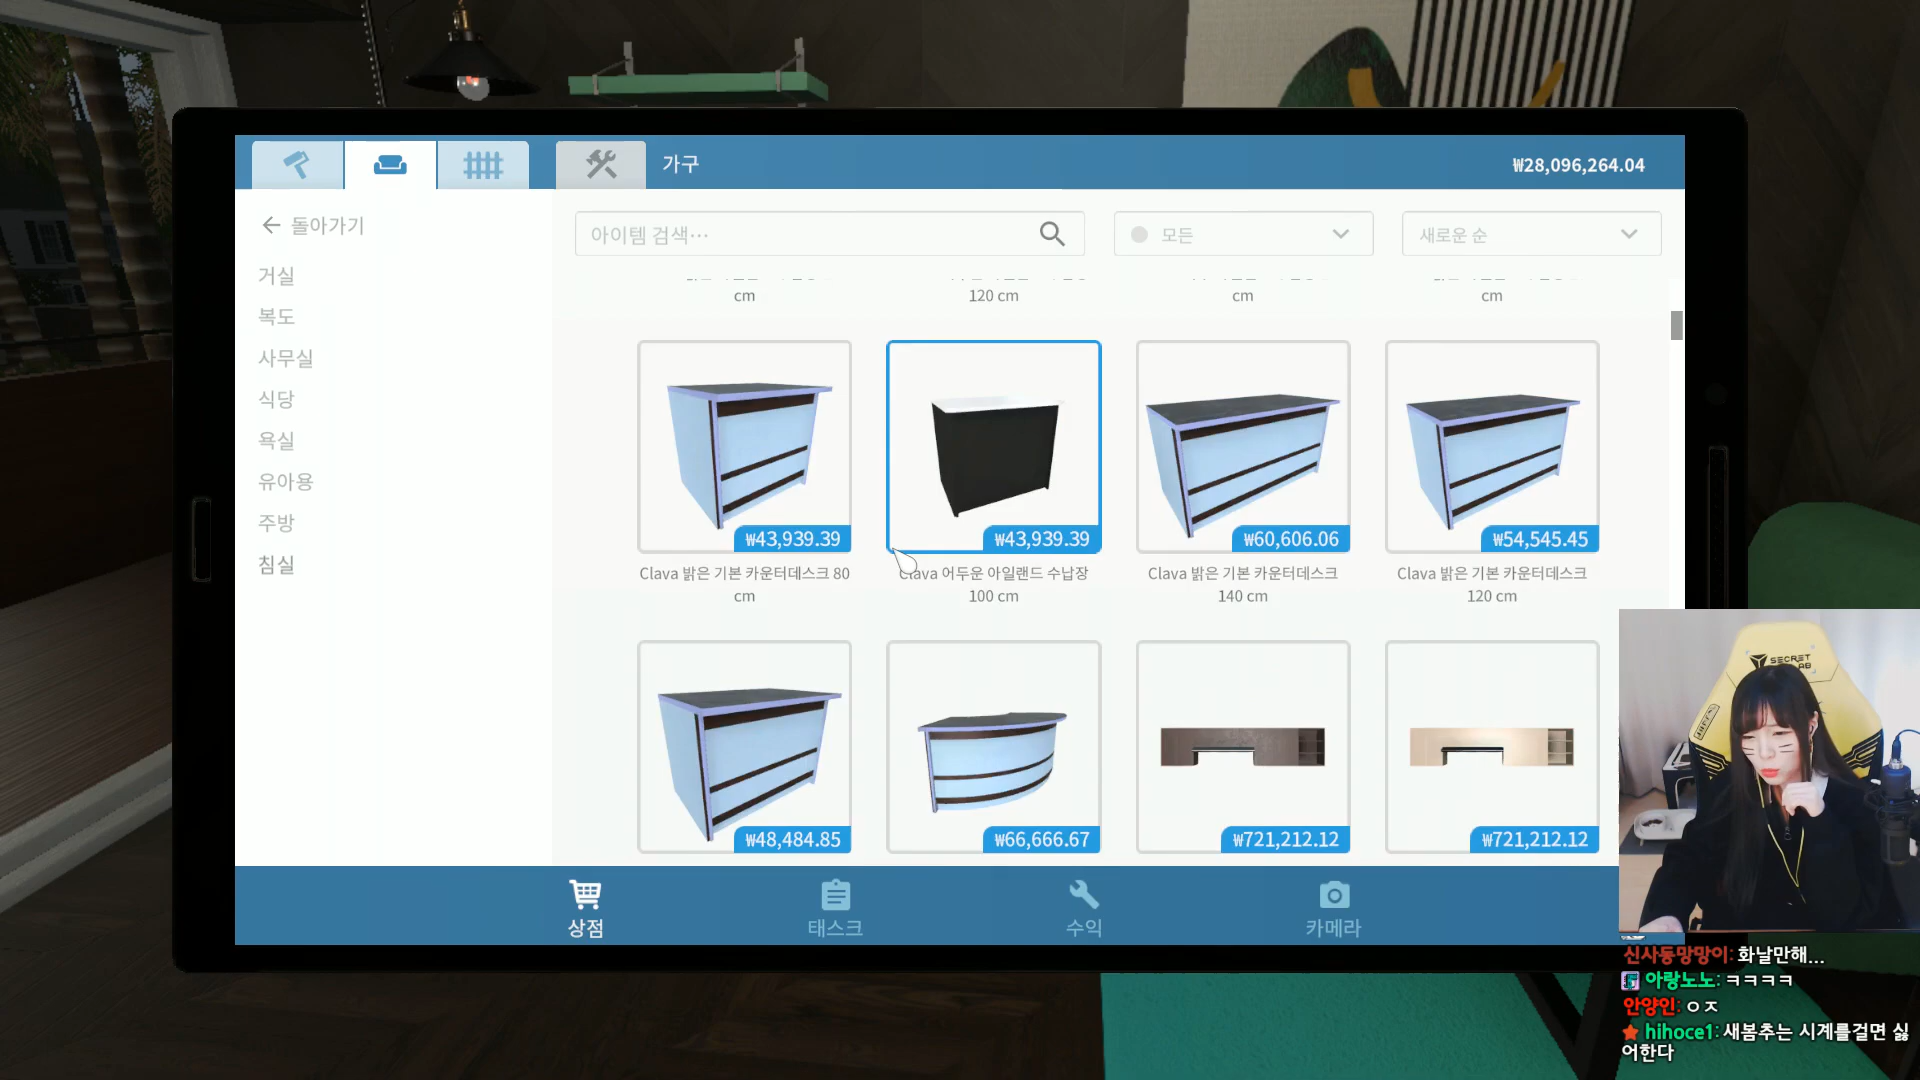 가구
₩28,096,264.04
← 돌아가기
아이템 검색…
모든
새로운 순
거실
복도
사무실
식당
욕실
유아용
주방
침실
cm
120 cm
cm
cm
₩43,939.39
₩43,939.39
₩60,606.06
₩54,545.45
Clava 밝은 기본 카운터데스크 80
cm
Clava 어두운 아일랜드 수납장
100 cm
Clava 밝은 기본 카운터데스크
140 cm
Clava 밝은 기본 카운터데스크
120 cm
₩48,484.85
₩66,666.67
₩721,212.12
₩721,212.12
상점
태스크
수익
카메라
SECRET
LAB
신사동망망이: 화날만해...
아랑노노: ㅋㅋㅋㅋ
안양인: ㅇㅈ
hihoce1: 새봄추는 시계를걸면 싫
어한다